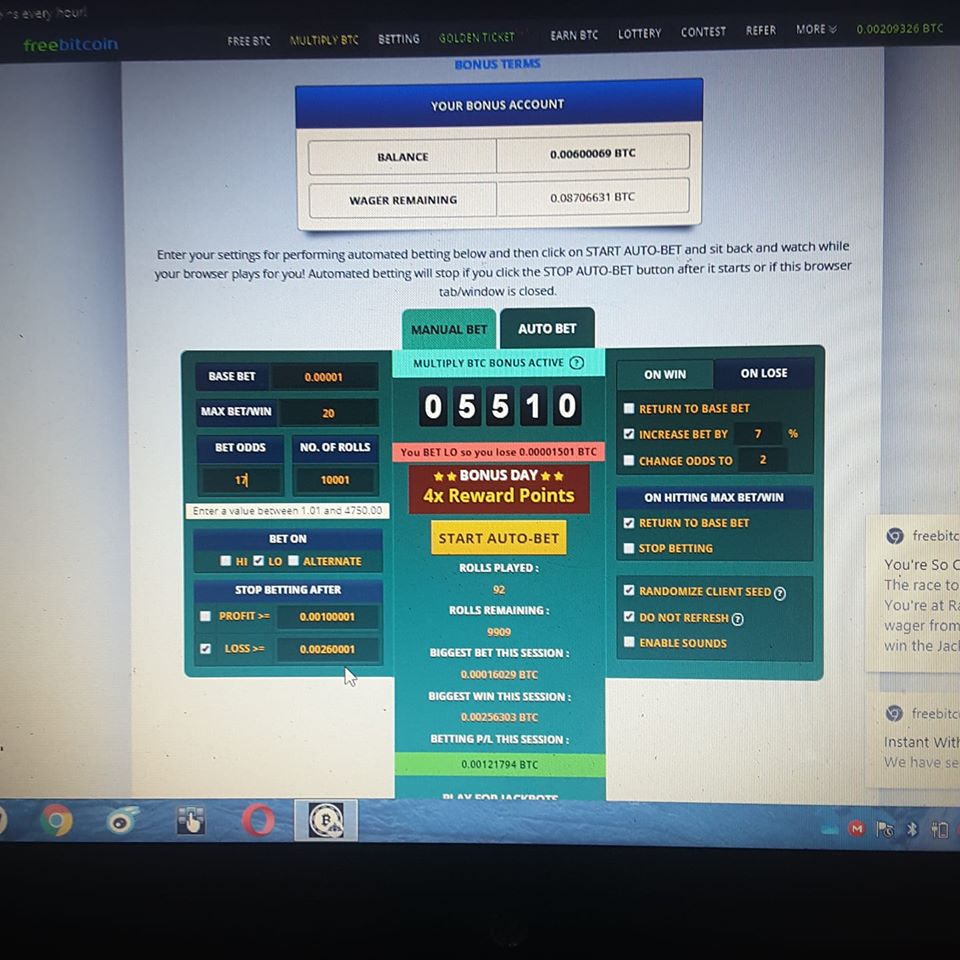 ns every hour!
freebitcoin FREE BTC MULTIPLY BTC BETTING GOLDEN TICKET EARN BTC LOTTERY CONTEST REFER MORE 0.00209326 BTC
BONUS TERMS
YOUR BONUS ACCOUNT
BALANCE 0.00600069 BTC
WAGER REMAINING 0.08706631 BTC
Enter your settings for performing automated betting below and then click on START AUTO-BET and sit back and watch while
your browser plays for you! Automated betting will stop if you click the STOP AUTO-BET button after it starts or if this browser
tab/window is closed.
MANUAL BET AUTO BET
BASE BET 0.00001
MAX BET/WIN 20
BET ODDS NO. OF ROLLS
17 10001
Enter a value between 1.01 and 4750.00
BET ON
HI LO ALTERNATE
STOP BETTING AFTER
PROFIT >= 0.00100001
LOSS >= 0.00260001
MULTIPLY BTC BONUS ACTIVE ?
0 5 5 1 0
You BET LO so you lose 0.00001501 BTC
BONUS DAY
4x Reward Points
START AUTO-BET
ROLLS PLAYED :
92
ROLLS REMAINING :
9909
BIGGEST BET THIS SESSION :
0.00016029 BTC
BIGGEST WIN THIS SESSION :
0.00256303 BTC
BETTING P/L THIS SESSION :
0.00121794 BTC
PLAY FOR JACKPOTS
ON WIN ON LOSE
RETURN TO BASE BET
INCREASE BET BY 7 %
CHANGE ODDS TO 2
ON HITTING MAX BET/WIN
RETURN TO BASE BET
STOP BETTING
RANDOMIZE CLIENT SEED ?
DO NOT REFRESH ?
ENABLE SOUNDS
freebitc
You're So C
The race to
You're at Ra
wager from
win the Jac
freebitc
Instant With
We have se